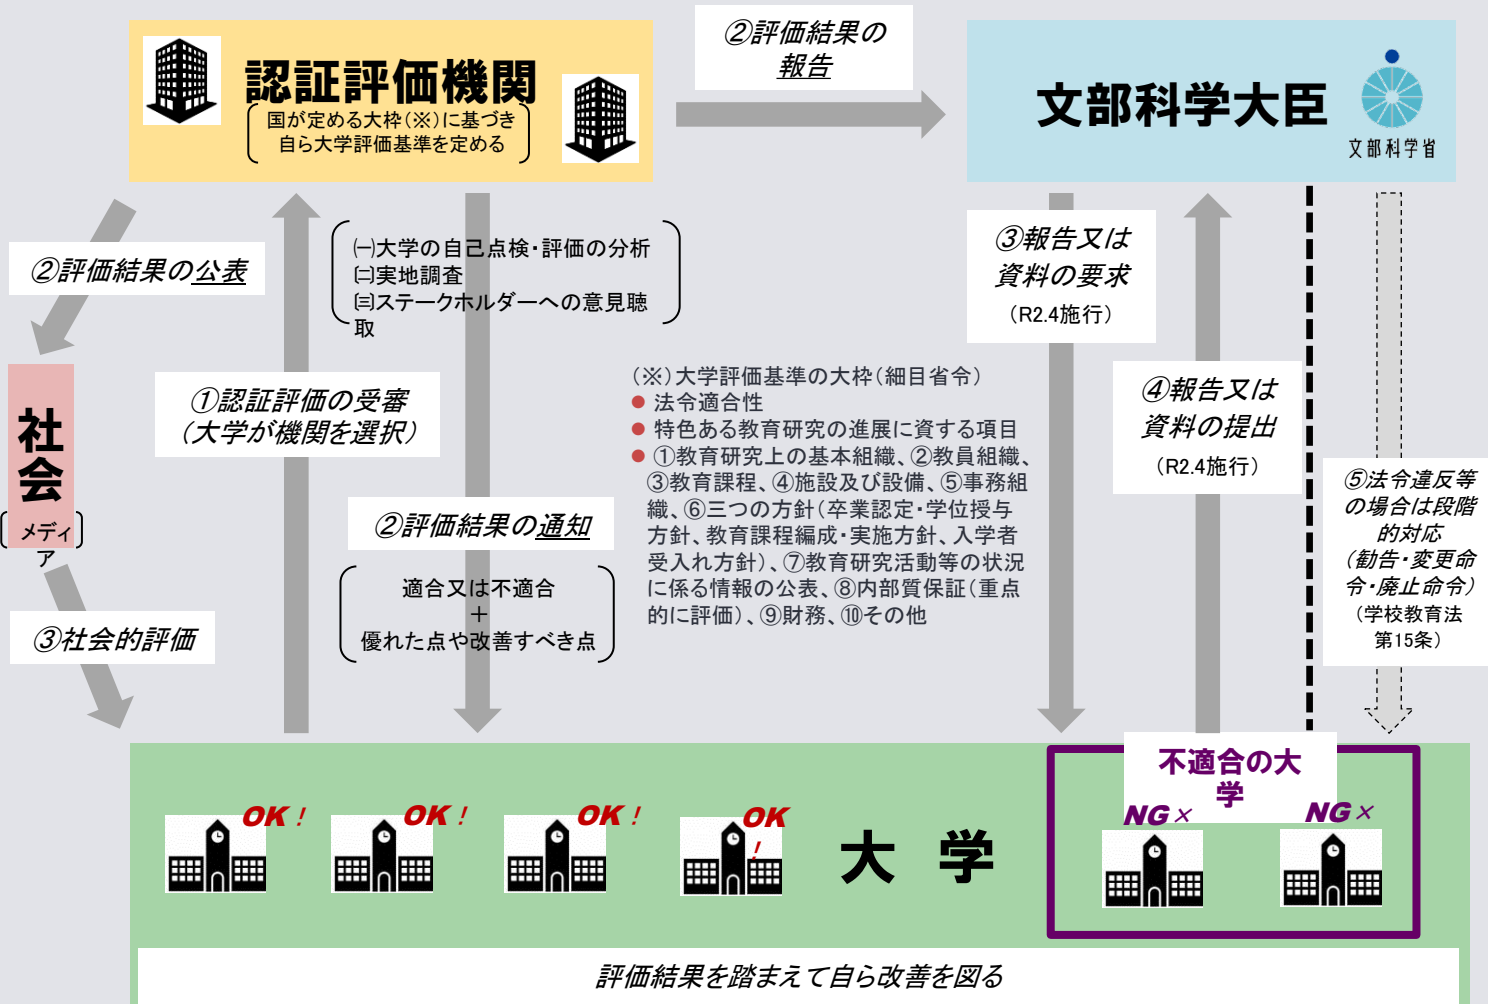 認証評価機関
国が定める大枠(※)に基づき
自ら大学評価基準を定める
②評価結果の
報告
文部科学大臣
文部科学省
②評価結果の公表
㈠大学の自己点検・評価の分析
㈡実地調査
㈢ステークホルダーへの意見聴
取
③報告又は
資料の要求
(R2.4施行)
社
会
メディ
ア
①認証評価の受審
(大学が機関を選択)
(※)大学評価基準の大枠(細目省令)
● 法令適合性
● 特色ある教育研究の進展に資する項目
● ①教育研究上の基本組織、②教員組織、
③教育課程、④施設及び設備、⑤事務組
織、⑥三つの方針(卒業認定・学位授与
方針、教育課程編成・実施方針、入学者
受入れ方針)、⑦教育研究活動等の状況
に係る情報の公表、⑧内部質保証(重点
的に評価)、⑨財務、⑩その他
④報告又は
資料の提出
(R2.4施行)
⑤法令違反等
の場合は段階
的対応
(勧告・変更命
令・廃止命令)
(学校教育法
第15条)
②評価結果の通知
適合又は不適合
+
優れた点や改善すべき点
③社会的評価
不適合の大
学
OK!
OK!
OK!
OK
!
大 学
NG×
NG×
評価結果を踏まえて自ら改善を図る